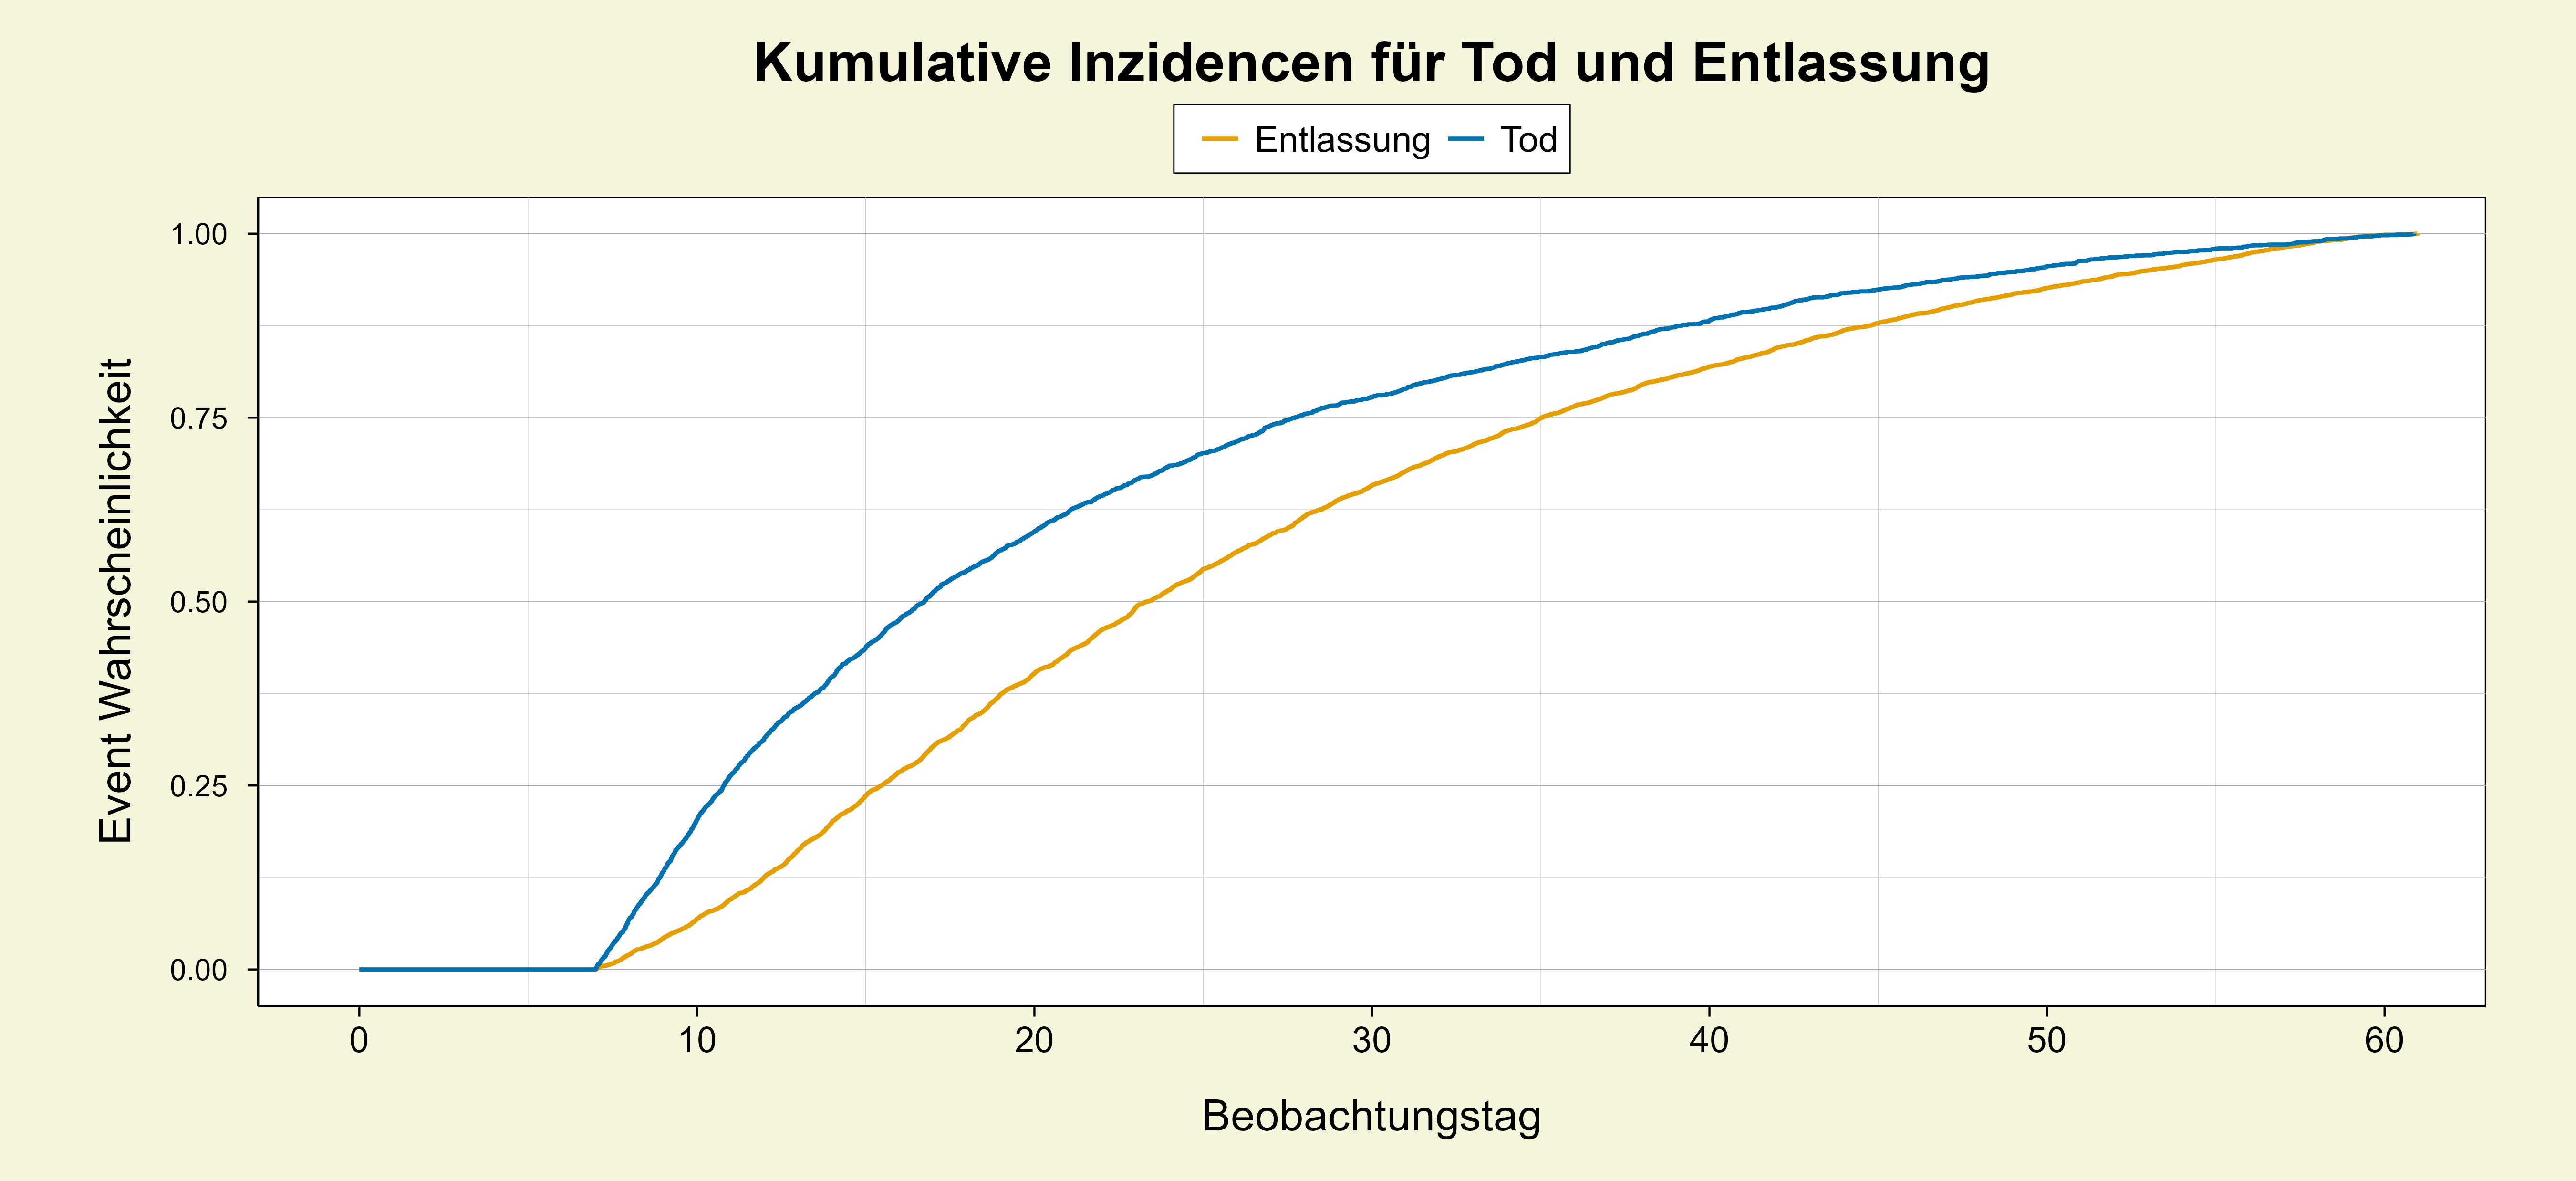 Kumulative Inzidencen für Tod und Entlassung
Entlassung Tod
Event Wahrscheinlichkeit
1.00
0.75
0.50
0.25
0.00
0 10 20 30 40 50 60
Beobachtungstag